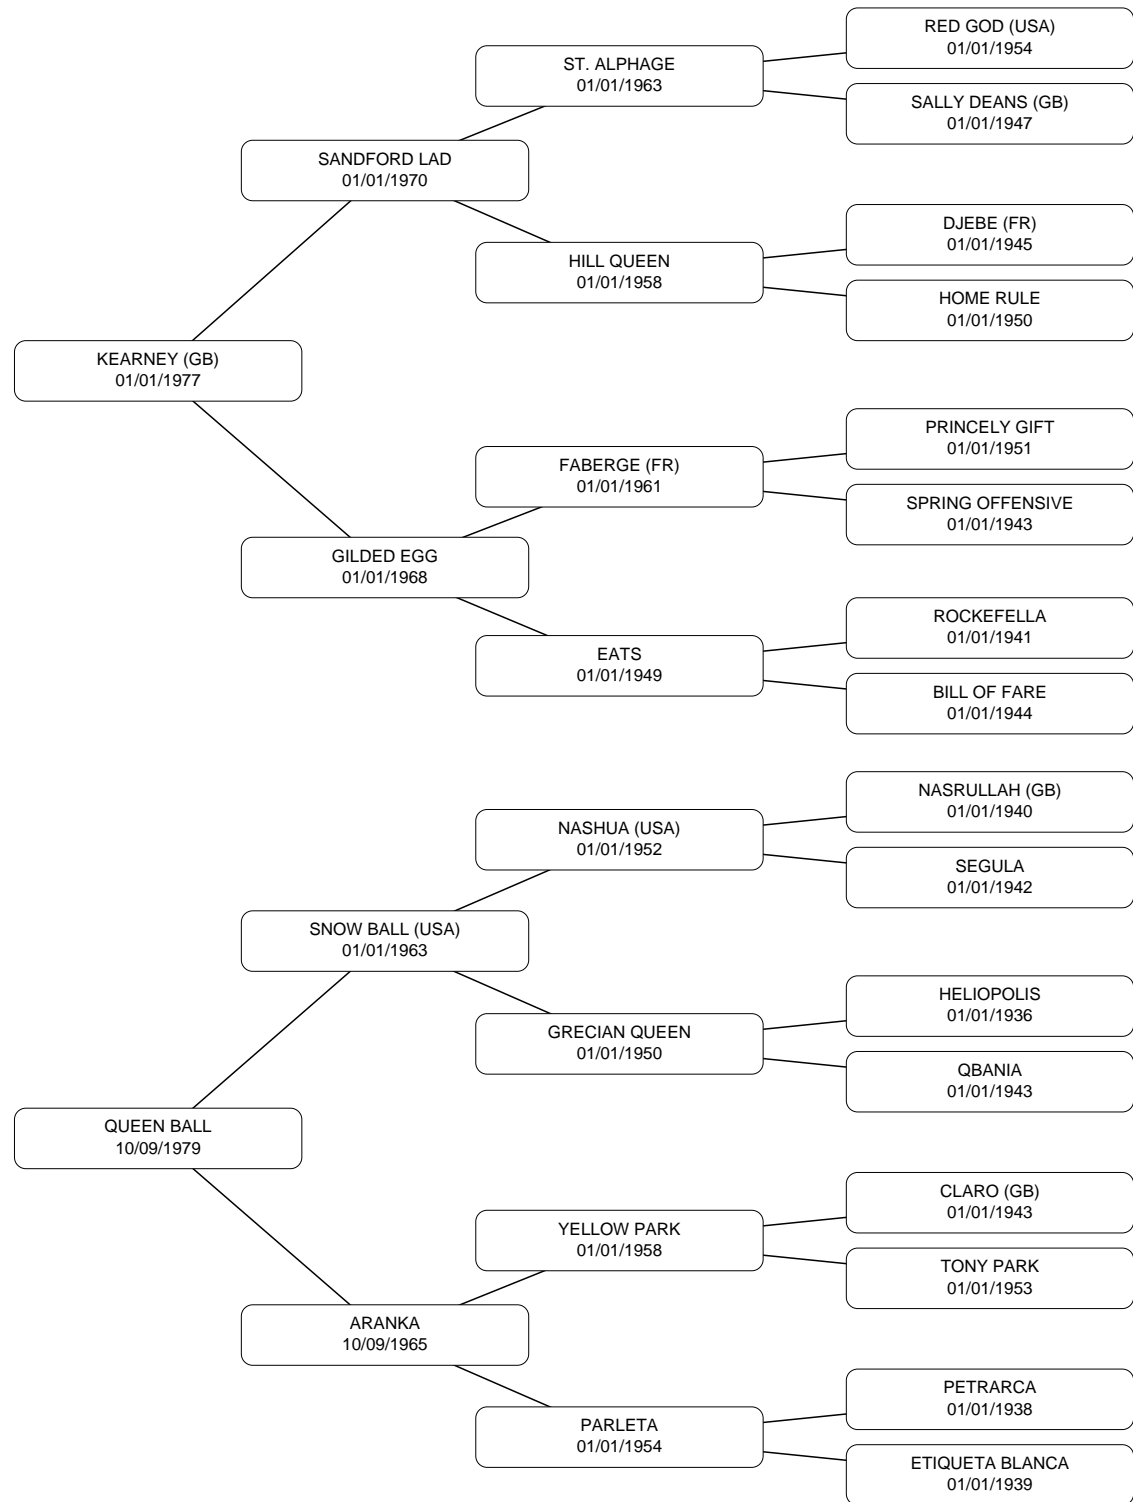 RED GOD (USA)
01/01/1954
ST. ALPHAGE
01/01/1963
SALLY DEANS (GB)
01/01/1947
SANDFORD LAD
01/01/1970
DJEBE (FR)
01/01/1945
HILL QUEEN
01/01/1958
HOME RULE
01/01/1950
KEARNEY (GB)
01/01/1977
PRINCELY GIFT
01/01/1951
FABERGE (FR)
01/01/1961
SPRING OFFENSIVE
01/01/1943
GILDED EGG
01/01/1968
ROCKEFELLA
01/01/1941
EATS
01/01/1949
BILL OF FARE
01/01/1944
NASRULLAH (GB)
01/01/1940
NASHUA (USA)
01/01/1952
SEGULA
01/01/1942
SNOW BALL (USA)
01/01/1963
HELIOPOLIS
01/01/1936
GRECIAN QUEEN
01/01/1950
QBANIA
01/01/1943
QUEEN BALL
10/09/1979
CLARO (GB)
01/01/1943
YELLOW PARK
01/01/1958
TONY PARK
01/01/1953
ARANKA
10/09/1965
PETRARCA
01/01/1938
PARLETA
01/01/1954
ETIQUETA BLANCA
01/01/1939